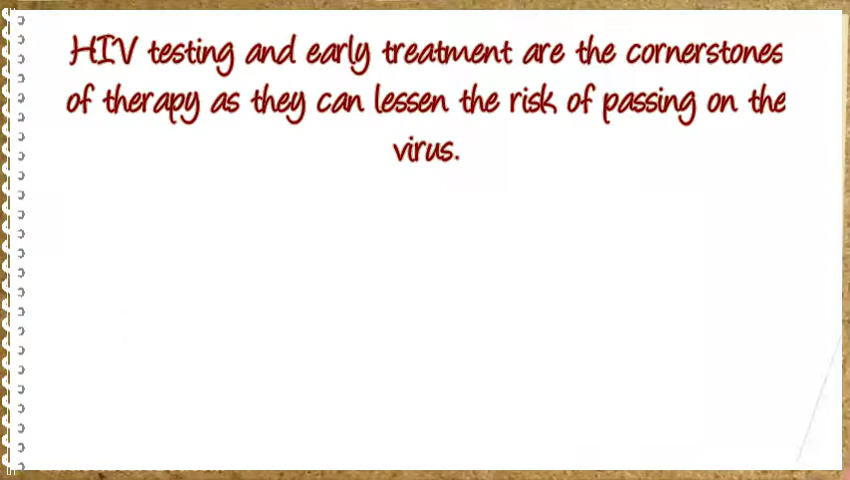 HIV testing and early treatment are the cornerstones
of therapy as they can lessen the risk of passing on the
virus.